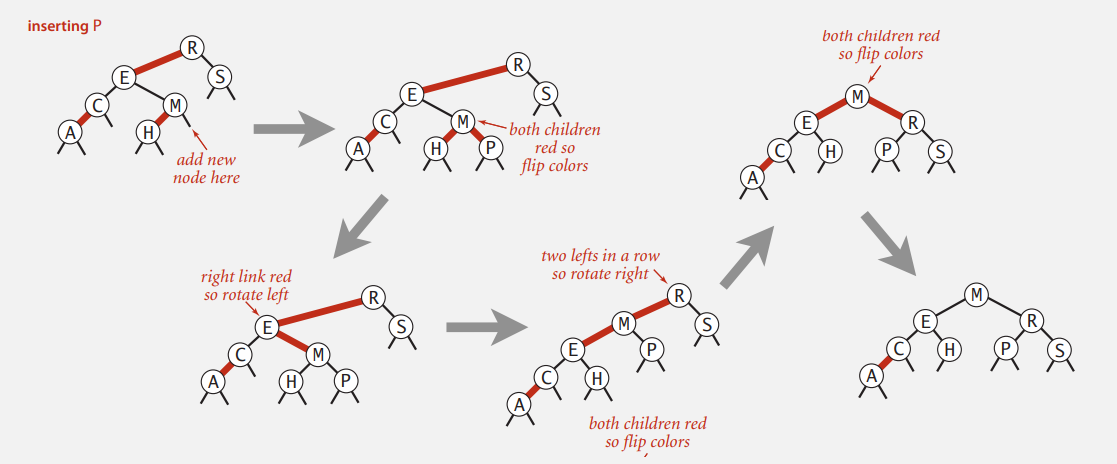 inserting P
R
E
S
C
M
A
H
add new
node here
R
E
S
C
M
A
H
P
both children
red so
flip colors
right link red
so rotate left
R
E
S
C
M
A
H
P
two lefts in a row
so rotate right
R
M
S
E
P
C
H
A
both children red
so flip colors
both children red
so flip colors
M
E
R
C
H
P
S
A
M
E
R
C
H
P
S
A